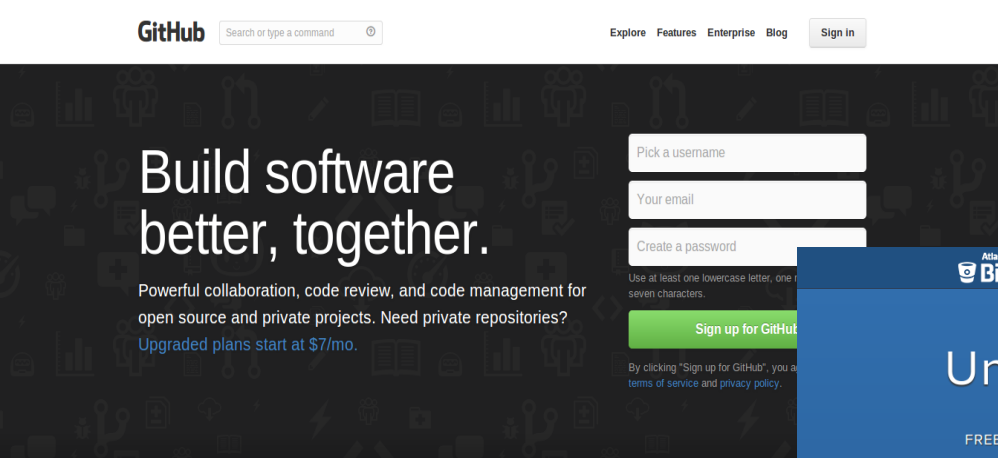 GitHub
Search or type a command
Explore Features Enterprise Blog Sign in
Build software
better, together.
Powerful collaboration, code review, and code management for
open source and private projects. Need private repositories?
Upgraded plans start at $7/mo.
Pick a username
Your email
Create a password
Use at least one lowercase letter, one
seven characters.
Sign up for GitHub
By clicking "Sign up for GitHub", you
terms of service and privacy policy.
FREE